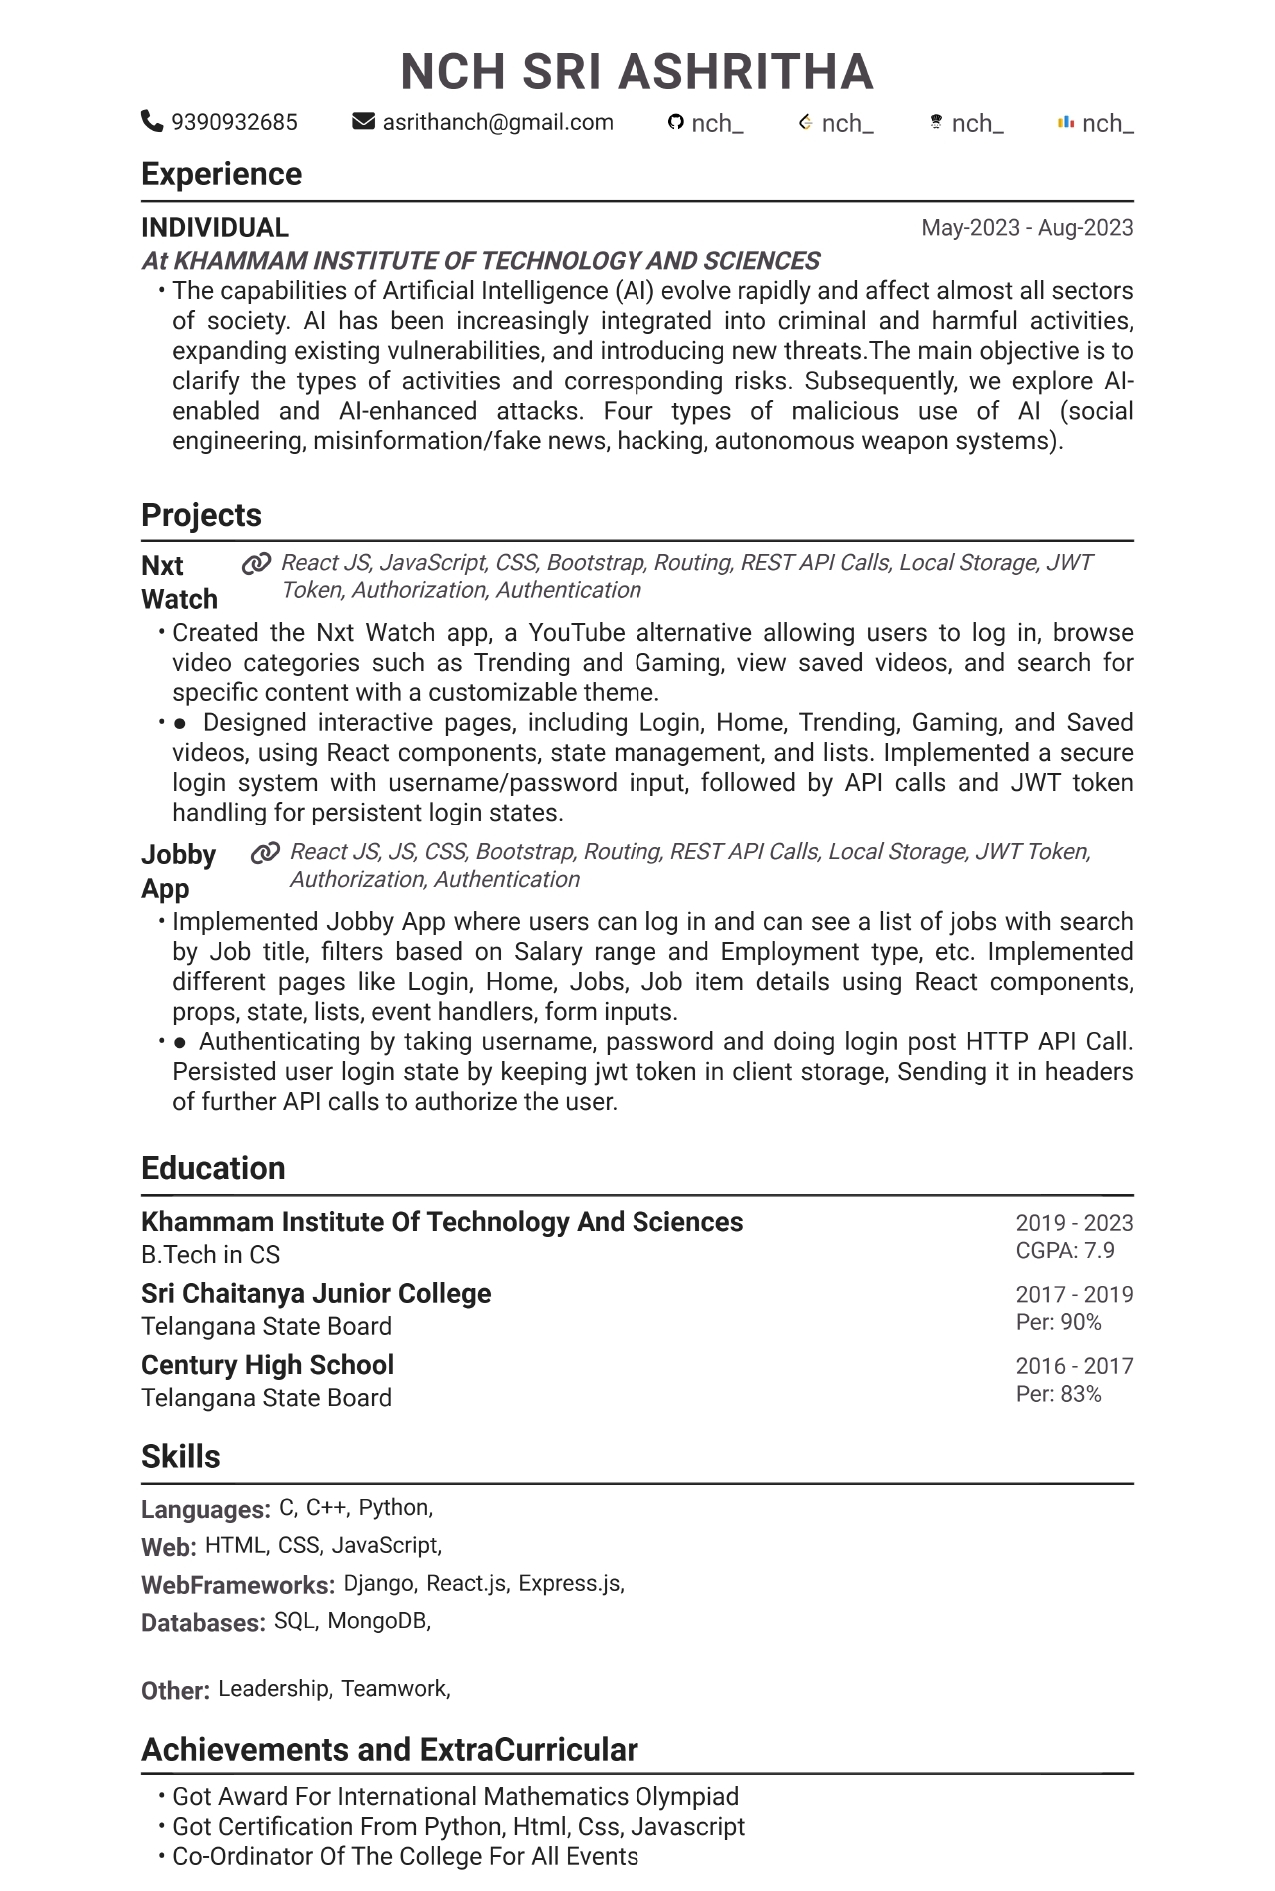 NCH SRI ASHRITHA
9390932685 asrithanch@gmail.com nch_ nch_ nch_ nch_
Experience
INDIVIDUAL May-2023 - Aug-2023
At KHAMMAM INSTITUTE OF TECHNOLOGY AND SCIENCES
• The capabilities of Artificial Intelligence (AI) evolve rapidly and affect almost all sectors
of society. AI has been increasingly integrated into criminal and harmful activities,
expanding existing vulnerabilities, and introducing new threats.The main objective is to
clarify the types of activities and corresponding risks. Subsequently, we explore AI-
enabled and AI-enhanced attacks. Four types of malicious use of AI (social
engineering, misinformation/fake news, hacking, autonomous weapon systems).
Projects
Nxt Watch
React JS, JavaScript, CSS, Bootstrap, Routing, REST API Calls, Local Storage, JWT
Token, Authorization, Authentication
• Created the Nxt Watch app, a YouTube alternative allowing users to log in, browse
video categories such as Trending and Gaming, view saved videos, and search for
specific content with a customizable theme.
• ● Designed interactive pages, including Login, Home, Trending, Gaming, and Saved
videos, using React components, state management, and lists. Implemented a secure
login system with username/password input, followed by API calls and JWT token
handling for persistent login states.
Jobby App
React JS, JS, CSS, Bootstrap, Routing, REST API Calls, Local Storage, JWT Token,
Authorization, Authentication
• Implemented Jobby App where users can log in and can see a list of jobs with search
by Job title, filters based on Salary range and Employment type, etc. Implemented
different pages like Login, Home, Jobs, Job item details using React components,
props, state, lists, event handlers, form inputs.
• ● Authenticating by taking username, password and doing login post HTTP API Call.
Persisted user login state by keeping jwt token in client storage, Sending it in headers
of further API calls to authorize the user.
Education
Khammam Institute Of Technology And Sciences 2019 - 2023
B.Tech in CS CGPA: 7.9
Sri Chaitanya Junior College 2017 - 2019
Telangana State Board Per: 90%
Century High School 2016 - 2017
Telangana State Board Per: 83%
Skills
Languages: C, C++, Python,
Web: HTML, CSS, JavaScript,
WebFrameworks: Django, React.js, Express.js,
Databases: SQL, MongoDB,
Other: Leadership, Teamwork,
Achievements and ExtraCurricular
• Got Award For International Mathematics Olympiad
• Got Certification From Python, Html, Css, Javascript
• Co-Ordinator Of The College For All Events